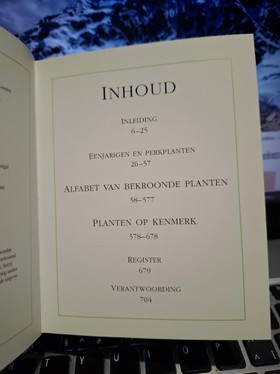 INHOUD
INLEIDING
6–25
EENJARIGEN EN PERKPLANTEN
26–57
ALFABET VAN BEKROONDE PLANTEN
58–577
PLANTEN OP KENMERK
578–678
REGISTER
679
VERANTWOORDING
704